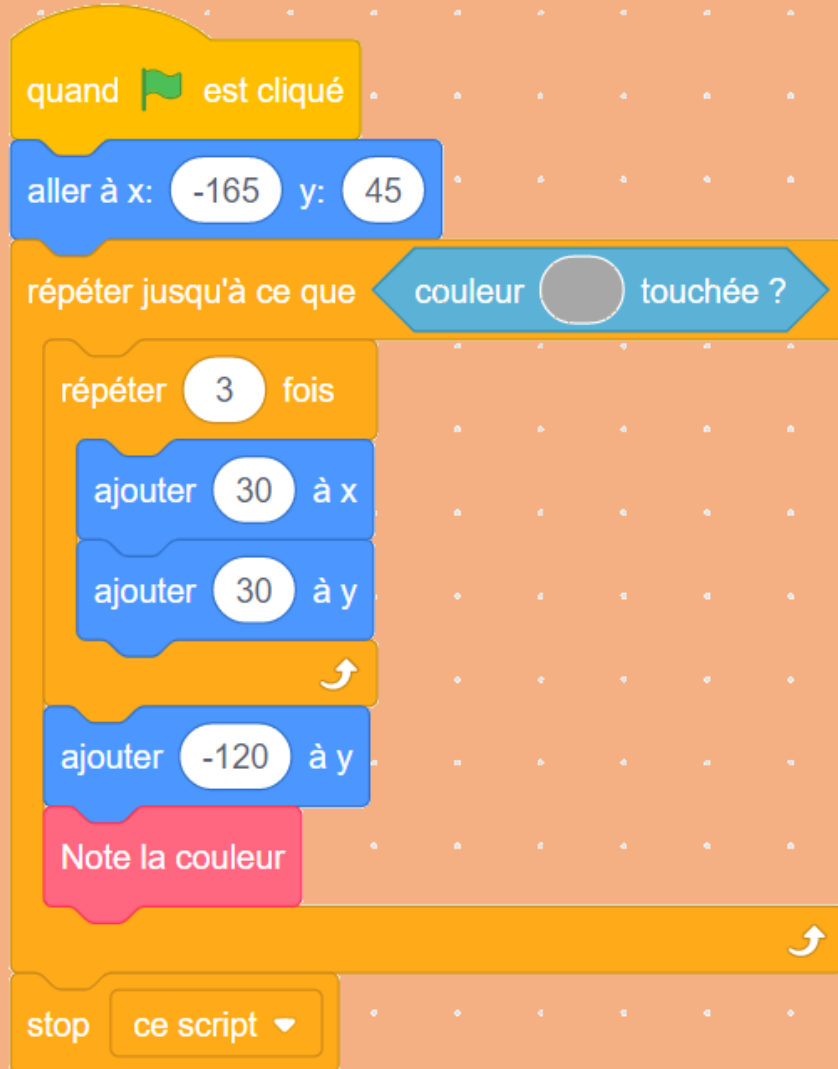 quand est cliqué
aller à x: -165 y: 45
répéter jusqu'à ce que couleur touchée ?
répéter 3 fois
ajouter 30 à x
ajouter 30 à y
ajouter -120 à y
Note la couleur
stop ce script